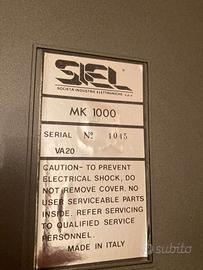 SIEL
SOCIETÀ INDUSTRIE ELETTRONICHE s.p.a.
MK 1000
SERIAL Nº 1045
VA20
CAUTION- TO PREVENT
ELECTRICAL SHOCK, DO
NOT REMOVE COVER. NO
USER SERVICEABLE PARTS
INSIDE. REFER SERVICING
TO QUALIFIED SERVICE
PERSONNEL.
MADE IN ITALY
subito